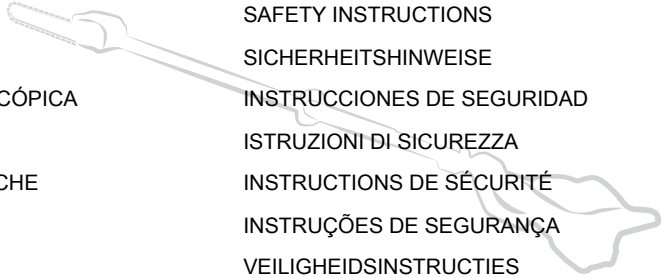 SAFETY INSTRUCTIONS
SICHERHEITSHINWEISE
CÓPICA INSTRUCCIONES DE SEGURIDAD
ISTRUZIONI DI SICUREZZA
CHE INSTRUCTIONS DE SÉCURITÉ
INSTRUÇÕES DE SEGURANÇA
VEILIGHEIDSINSTRUCTIES